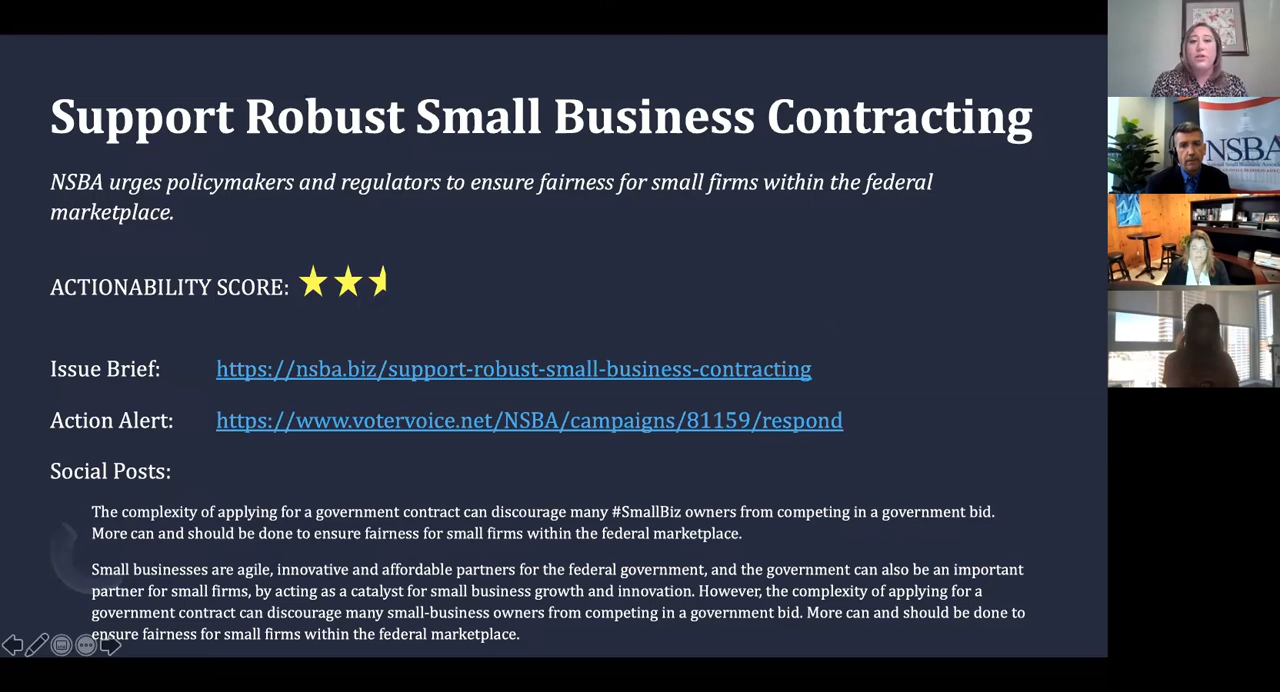 Support Robust Small Business Contracting
NSBA urges policymakers and regulators to ensure fairness for small firms within the federal
marketplace.
ACTIONABILITY SCORE:
Issue Brief: https://nsba.biz/support-robust-small-business-contracting
Action Alert: https://www.votervoice.net/NSBA/campaigns/81159/respond
Social Posts:
The complexity of applying for a government contract can discourage many #SmallBiz owners from competing in a government bid.
More can and should be done to ensure fairness for small firms within the federal marketplace.
Small businesses are agile, innovative and affordable partners for the federal government, and the government can also be an important
partner for small firms, by acting as a catalyst for small business growth and innovation. However, the complexity of applying for a
government contract can discourage many small-business owners from competing in a government bid. More can and should be done to
ensure fairness for small firms within the federal marketplace.
NSBA